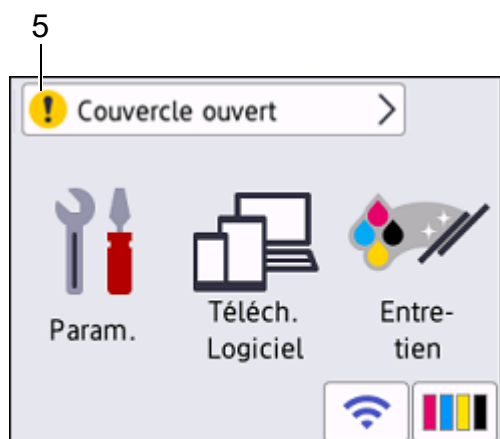 5
Couvercle ouvert
Param.
Téléch.
Logiciel
Entre-
tien